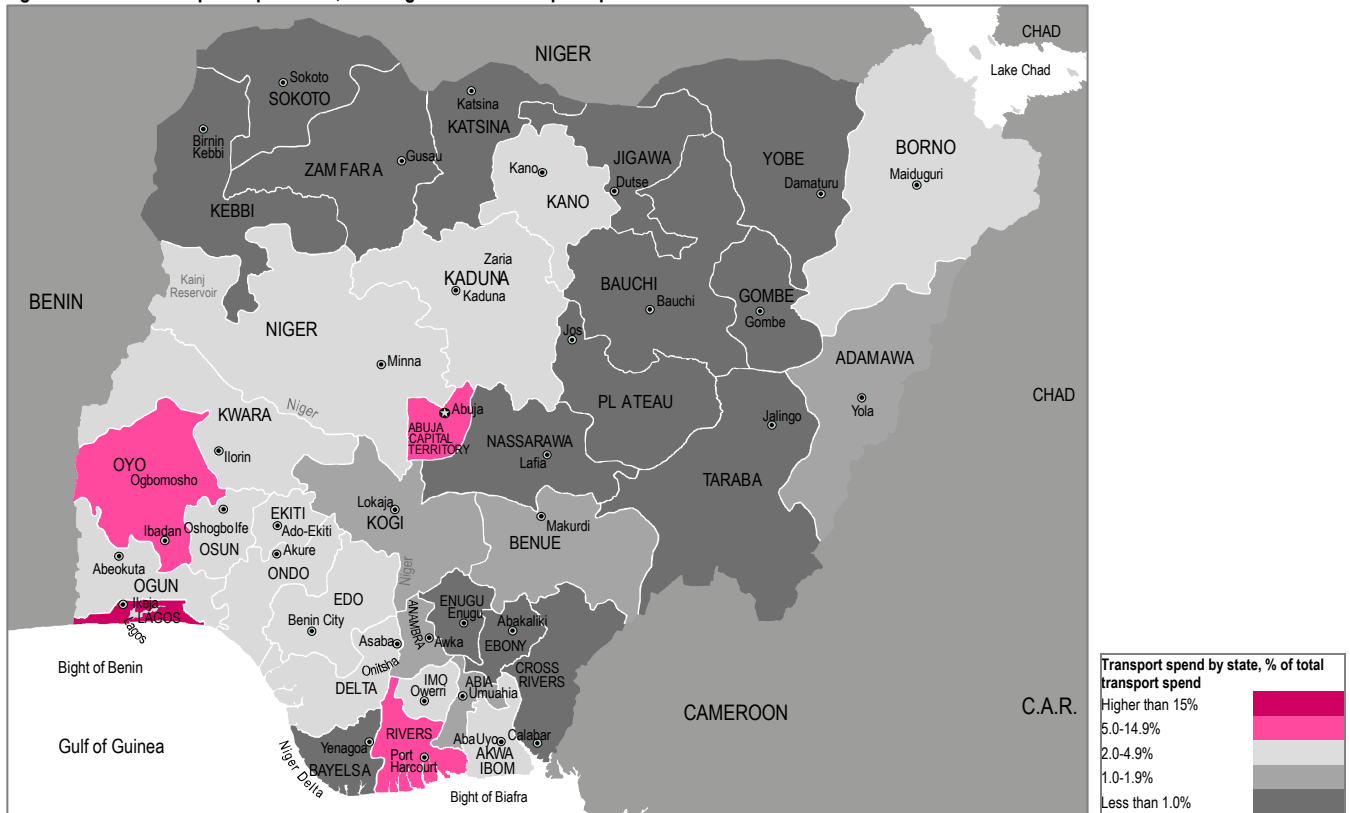 CHAD
NIGER
Lake Chad
Sokoto
SOKOTO
Katsina
KATSINA
Birnin
Kebbi
Gusau
ZAMFARA
JIGAWA
YOBE
BORNO
Kano
KANO
Dutse
Damaturu
Maiduguri
KEBBI
Zaria
KADUNA
Kaduna
Kainj
Reservoir
BENIN
BAUCHI
Bauchi
GOMBE
Gombe
NIGER
Jos
Minna
ADAMAWA
Yola
CHAD
PLATEAU
Jalingo
Niger
KWARA
Abuja
ABUJA
CAPITAL
TERRITORY
NASSARAWA
Lafia
Ilorin
OYO
Ogbomosho
TARABA
Lokaja
KOGI
Makurdi
BENUE
EKITI
Ado-Ekiti
OshogboIfe
OSUN
Ibadan
Akure
ONDO
Abeokuta
OGUN
Niger
EDO
Benin City
ENUGU
Enugu
Abakaliki
EBONY
Ikeja
LAGOS
Lagos
ANAMBRA
Awka
Asaba
Onitsha
CROSS
RIVERS
Bight of Benin
DELTA
IMO
Owerri
ABIA
Umuahia
CAMEROON
C.A.R.
Gulf of Guinea
RIVERS
Port
Harcourt
Yenagoa
BAYELSA
Niger Delta
Aba
Uyo
Calabar
AKWA
IBOM
Bight of Biafra
Transport spend by state, % of total
transport spend
Higher than 15%
5.0-14.9%
2.0-4.9%
1.0-1.9%
Less than 1.0%